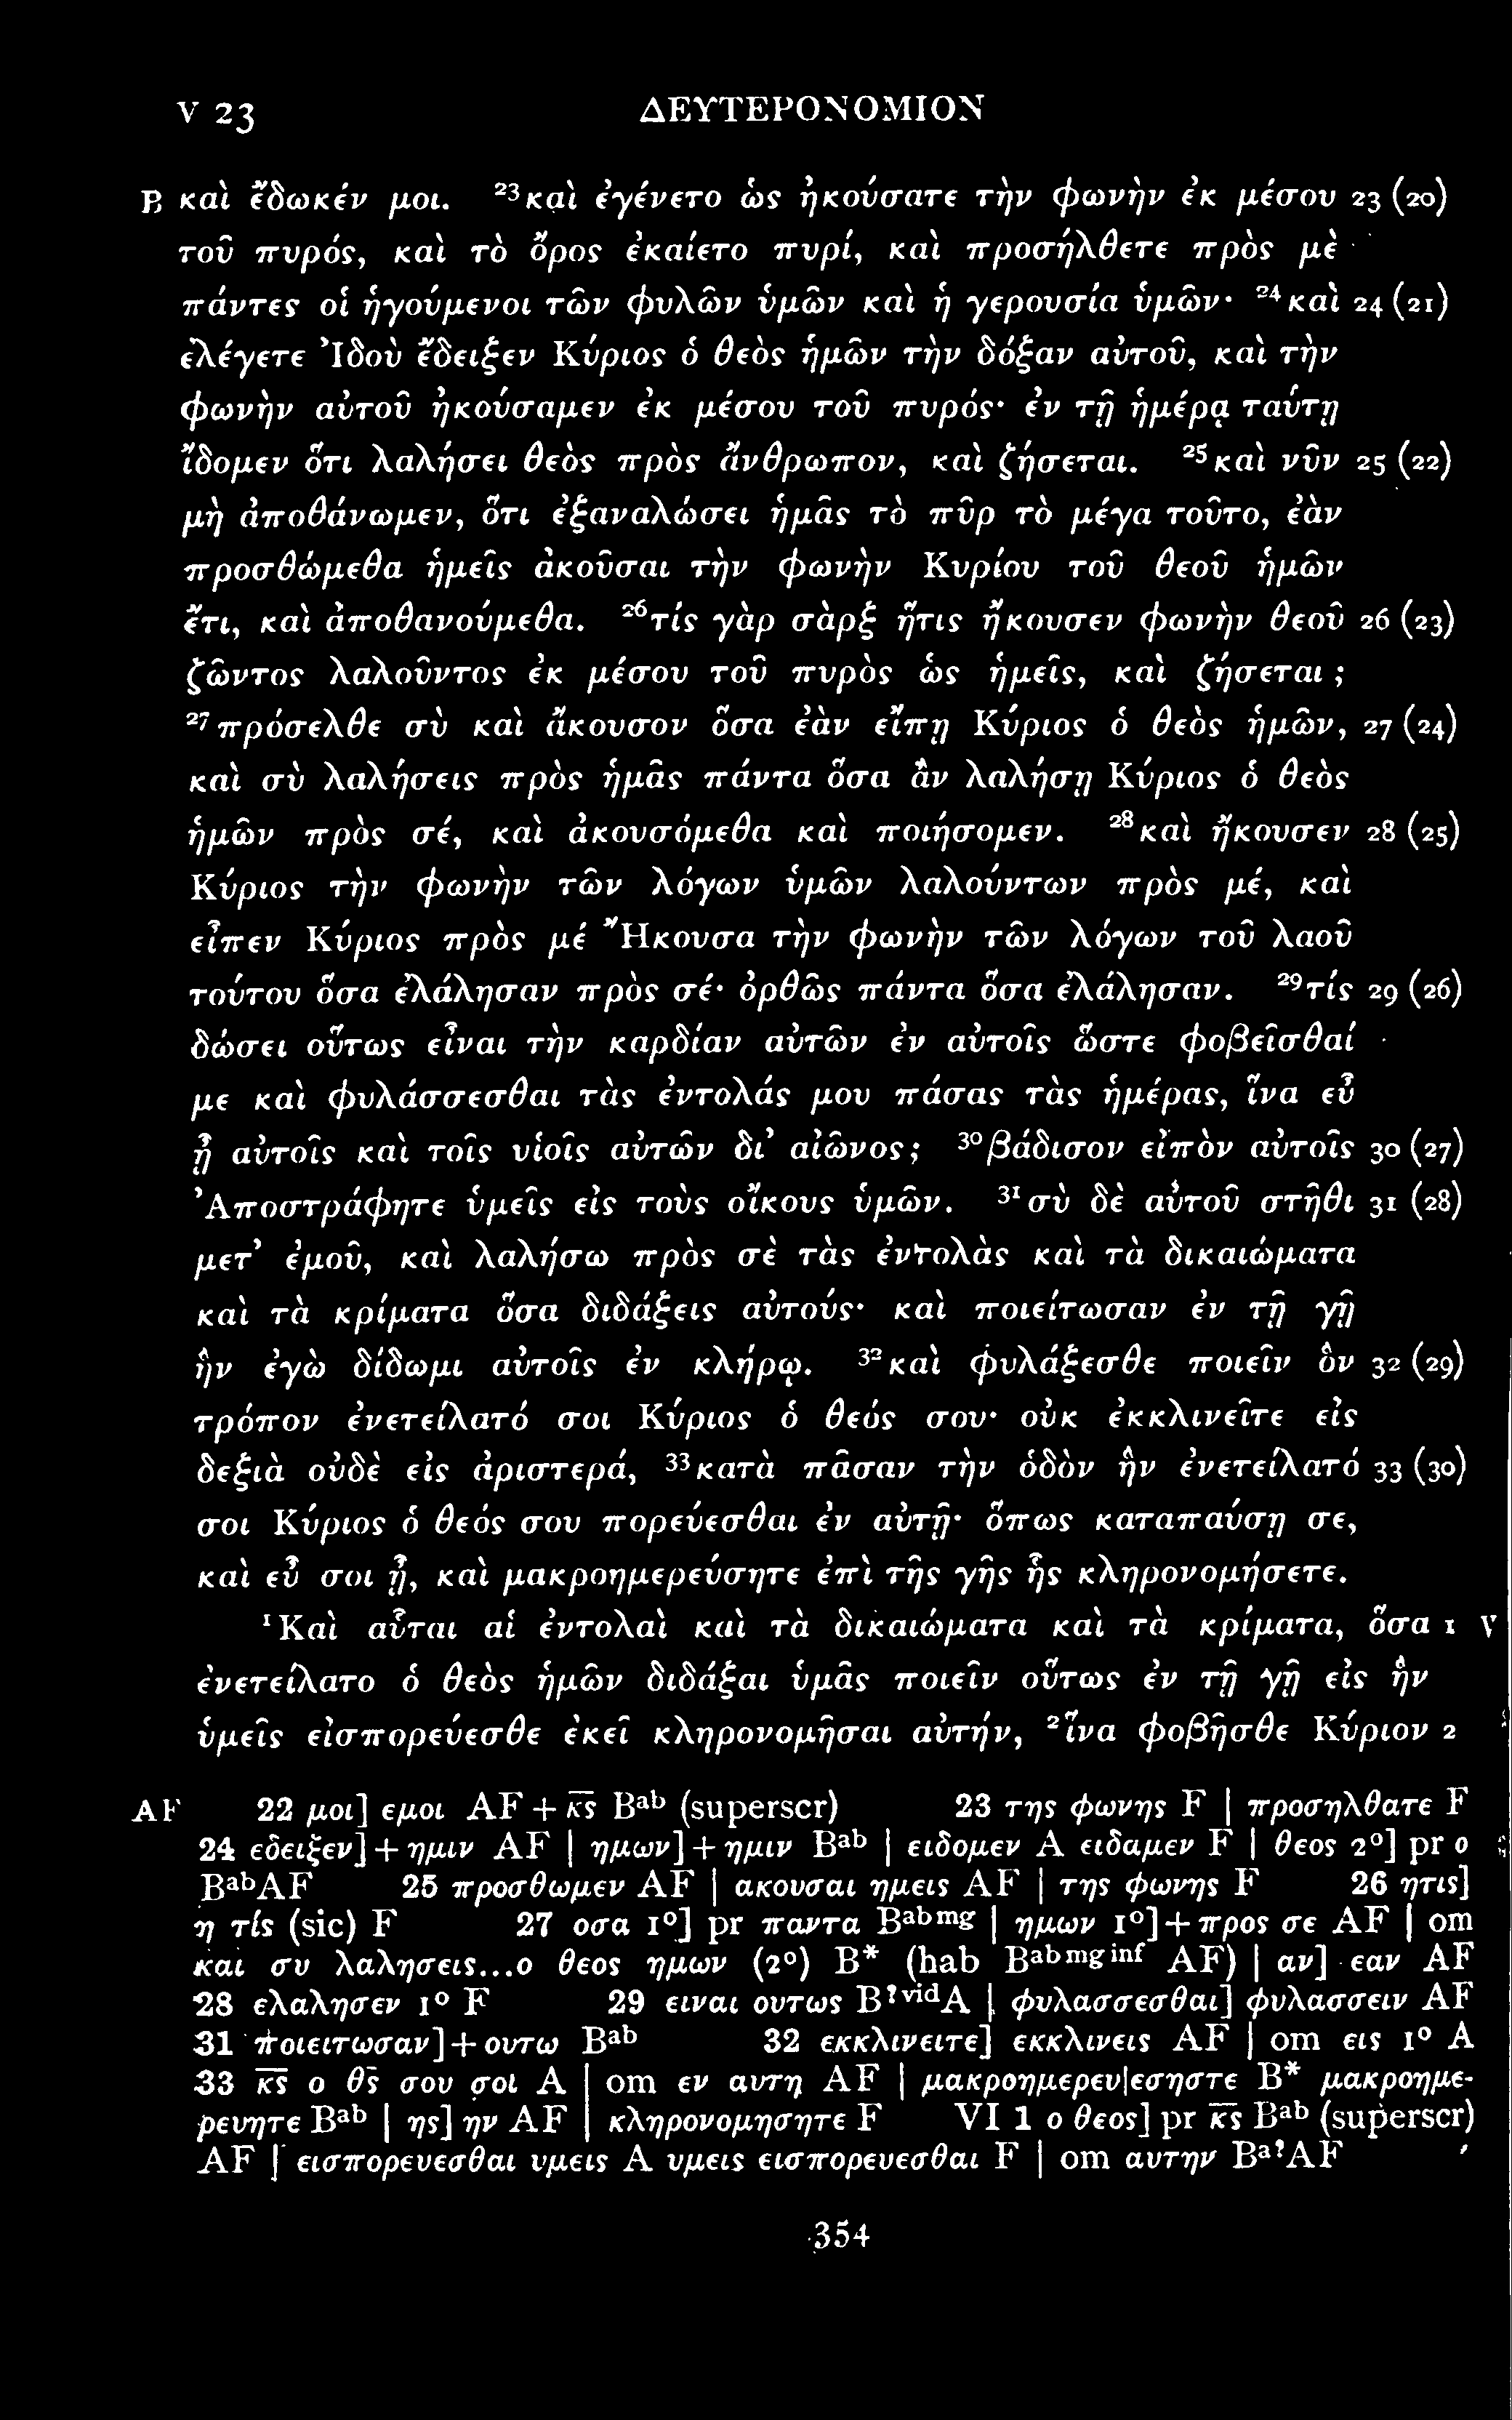 V 23 ΔΕΥΤΕΡΟΝΟΜΙΟΝ
B καὶ ἔδωκέν μοι. ²³καὶ ἐγένετο ὡς ἠκούσατε τὴν φωνὴν ἐκ μέσου 23 (20)
τοῦ πυρός, καὶ τὸ ὄρος ἐκαίετο πυρί, καὶ προσήλθετε πρὸς μὲ
πάντες οἱ ἡγούμενοι τῶν φυλῶν ὑμῶν καὶ ἡ γερουσία ὑμῶν· ²⁴καὶ 24 (21)
ἐλέγετε Ἰδοὺ ἔδειξεν Κύριος ὁ θεὸς ἡμῶν τὴν δόξαν αὐτοῦ, καὶ τὴν
φωνὴν αὐτοῦ ἠκούσαμεν ἐκ μέσου τοῦ πυρός· ἐν τῇ ἡμέρᾳ ταύτῃ
ἴδομεν ὅτι λαλήσει θεὸς πρὸς ἄνθρωπον, καὶ ζήσεται. ²⁵καὶ νῦν 25 (22)
μὴ ἀποθάνωμεν, ὅτι ἐξαναλώσει ἡμᾶς τὸ πῦρ τὸ μέγα τοῦτο, ἐὰν
προσθώμεθα ἡμεῖς ἀκοῦσαι τὴν φωνὴν Κυρίου τοῦ θεοῦ ἡμῶν
ἔτι, καὶ ἀποθανούμεθα. ²⁶τίς γὰρ σὰρξ ἥτις ἤκουσεν φωνὴν θεοῦ 26 (23)
ζῶντος λαλοῦντος ἐκ μέσου τοῦ πυρὸς ὡς ἡμεῖς, καὶ ζήσεται ;
²⁷πρόσελθε σὺ καὶ ἄκουσον ὅσα ἐὰν εἴπῃ Κύριος ὁ θεὸς ἡμῶν, 27 (24)
καὶ σὺ λαλήσεις πρὸς ἡμᾶς πάντα ὅσα ἂν λαλήσῃ Κύριος ὁ θεὸς
ἡμῶν πρὸς σέ, καὶ ἀκουσόμεθα καὶ ποιήσομεν. ²⁸καὶ ἤκουσεν 28 (25)
Κύριος τὴν φωνὴν τῶν λόγων ὑμῶν λαλούντων πρὸς μέ, καὶ
εἶπεν Κύριος πρὸς μέ Ἤκουσα τὴν φωνὴν τῶν λόγων τοῦ λαοῦ
τούτου ὅσα ἐλάλησαν πρὸς σέ· ὀρθῶς πάντα ὅσα ἐλάλησαν. ²⁹τίς 29 (26)
δώσει οὕτως εἶναι τὴν καρδίαν αὐτῶν ἐν αὐτοῖς ὥστε φοβεῖσθαί
με καὶ φυλάσσεσθαι τὰς ἐντολάς μου πάσας τὰς ἡμέρας, ἵνα εὖ
ᾖ αὐτοῖς καὶ τοῖς υἱοῖς αὐτῶν δι’ αἰῶνος; ³⁰βάδισον εἰπὸν αὐτοῖς 30 (27)
Ἀποστράφητε ὑμεῖς εἰς τοὺς οἴκους ὑμῶν. ³¹σὺ δὲ αὐτοῦ στῆθι 31 (28)
μετ’ ἐμοῦ, καὶ λαλήσω πρὸς σὲ τὰς ἐντολὰς καὶ τὰ δικαιώματα
καὶ τὰ κρίματα ὅσα διδάξεις αὐτούς· καὶ ποιείτωσαν ἐν τῇ γῇ
ἣν ἐγὼ δίδωμι αὐτοῖς ἐν κλήρῳ. ³²καὶ φυλάξεσθε ποιεῖν ὃν 32 (29)
τρόπον ἐνετείλατό σοι Κύριος ὁ θεός σου· οὐκ ἐκκλινεῖτε εἰς
δεξιὰ οὐδὲ εἰς ἀριστερά, ³³κατὰ πᾶσαν τὴν ὁδὸν ἣν ἐνετείλατό 33 (30)
σοι Κύριος ὁ θεός σου πορεύεσθαι ἐν αὐτῇ· ὅπως καταπαύσῃ σε,
καὶ εὖ σοι ᾖ, καὶ μακροημερεύσητε ἐπὶ τῆς γῆς ἧς κληρονομήσετε.
¹Καὶ αὗται αἱ ἐντολαὶ καὶ τὰ δικαιώματα καὶ τὰ κρίματα, ὅσα 1 V
ἐνετείλατο ὁ θεὸς ἡμῶν διδάξαι ὑμᾶς ποιεῖν οὕτως ἐν τῇ γῇ εἰς ἣν
ὑμεῖς εἰσπορεύεσθε ἐκεῖ κληρονομῆσαι αὐτήν, ²ἵνα φοβῆσθε Κύριον 2
AF 22 μοι] εμοι AF + κ̅ς̅ Bᵃᵇ (superscr) 23 της φωνης F | προσηλθατε F
24 εδειξεν] + ημιν AF | ημων] + ημιν Bᵃᵇ | ειδομεν A ειδαμεν F | θεος 2°] pr ο
BᵃᵇAF 25 προσθωμεν AF | ακουσαι ημεις AF | της φωνης F 26 ητις]
η τίς (sic) F 27 οσα 1°] pr παντα Bᵃᵇᵐᵍ | ημων 1°] + προς σε AF | om
και συ λαλησεις...ο θεος ημων (2°) B* (hab Bᵃᵇᵐᵍⁱⁿᶠ AF) | αν] εαν AF
28 ελαλησεν 1° F 29 ειναι ουτως B?ᵛⁱᵈA | φυλασσεσθαι] φυλασσειν AF
31 ποιειτωσαν] + ουτω Bᵃᵇ 32 εκκλινειτε] εκκλινεις AF | om εις 1° A
33 κ̅ς̅ ο θ̅ς̅ σου σοι A | om εν αυτη AF | μακροημερευ|εσηστε B* μακροημε-
ρευητε Bᵃᵇ | ης] ην AF | κληρονομησητε F VI 1 ο θεος] pr κ̅ς̅ Bᵃᵇ (superscr)
AF | εισπορευεσθαι υμεις A υμεις εισπορευεσθαι F | om αυτην Bᵃ?AF
354